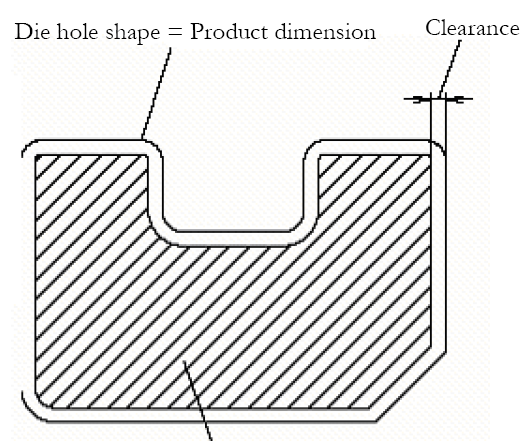 Die hole shape = Product dimension
Clearance